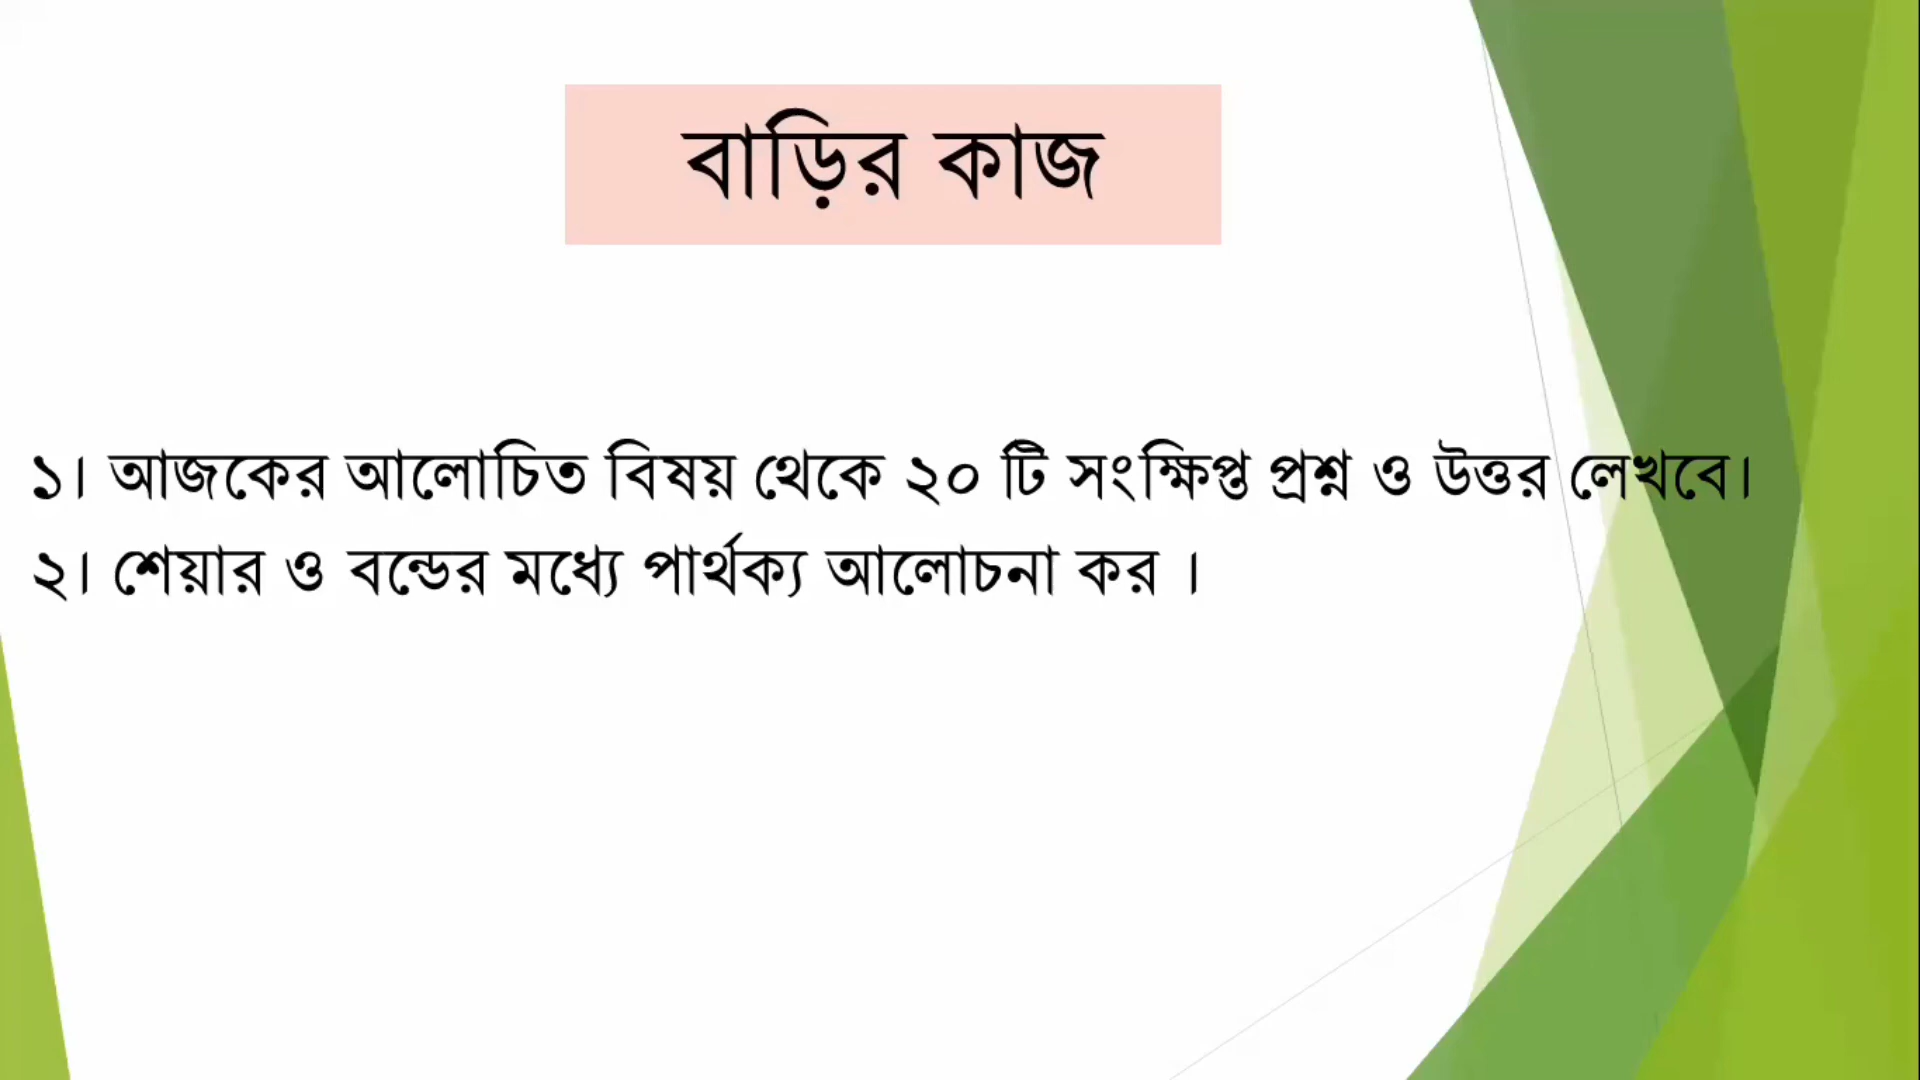 বাড়ির কাজ
১। আজকের আলোচিত বিষয় থেকে ২০ টি সংক্ষিপ্ত প্রশ্ন ও উত্তর লেখবে।
২। শেয়ার ও বন্ডের মধ্যে পার্থক্য আলোচনা কর ।